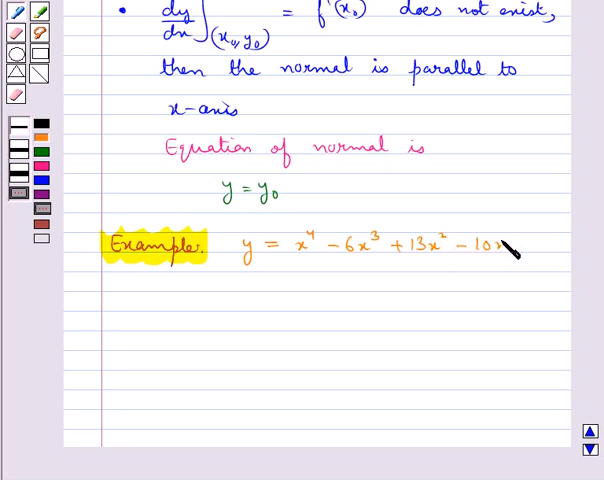 • dy/dx](x₀, y₀) = f'(x₀) does not exist,
then the normal is parallel to
x-axis
Equation of normal is
y = y₀
Example. y = x⁴ - 6x³ + 13x² - 10x